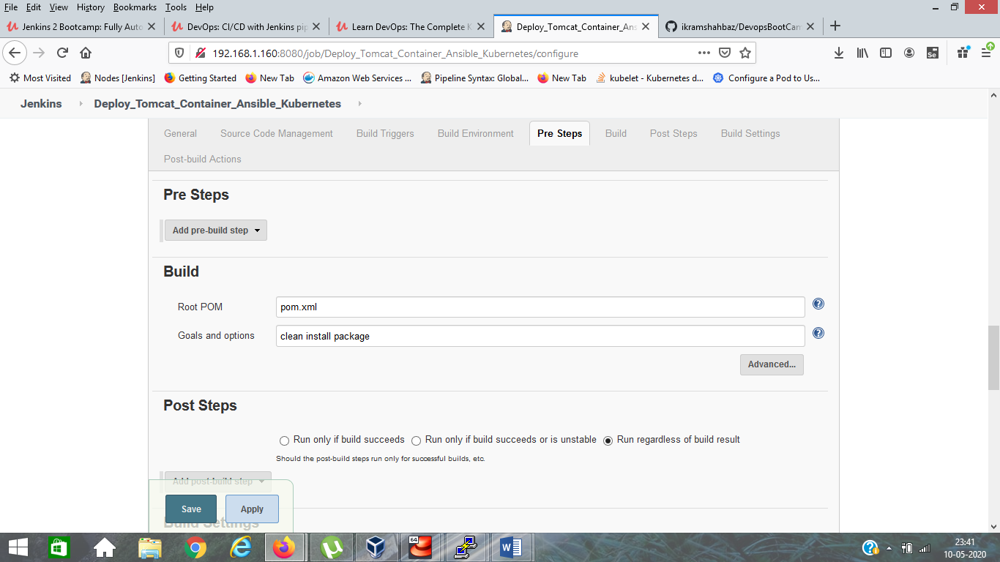 File Edit View History Bookmarks Tools Help
Jenkins 2 Bootcamp: Fully Auto
DevOps: CI/CD with Jenkins pip
Learn DevOps: The Complete K
Deploy_Tomcat_Container_Ans
ikramshahbaz/DevopsBootCam
192.168.1.160:8080/job/Deploy_Tomcat_Container_Ansible_Kubernetes/configure
Se
Most Visited Nodes [Jenkins] Getting Started New Tab Amazon Web Services ... Pipeline Syntax: Global... New Tab kubelet - Kubernetes d... Configure a Pod to Us...
Jenkins Deploy_Tomcat_Container_Ansible_Kubernetes
General Source Code Management Build Triggers Build Environment Pre Steps Build Post Steps Build Settings
Post-build Actions
Pre Steps
Add pre-build step
Build
Root POM pom.xml
Goals and options clean install package
Advanced...
Post Steps
Run only if build succeeds Run only if build succeeds or is unstable Run regardless of build result
Should the post-build steps run only for successful builds, etc.
Add post-build step
Save Apply
Build Settings
64
23:41
10-05-2020